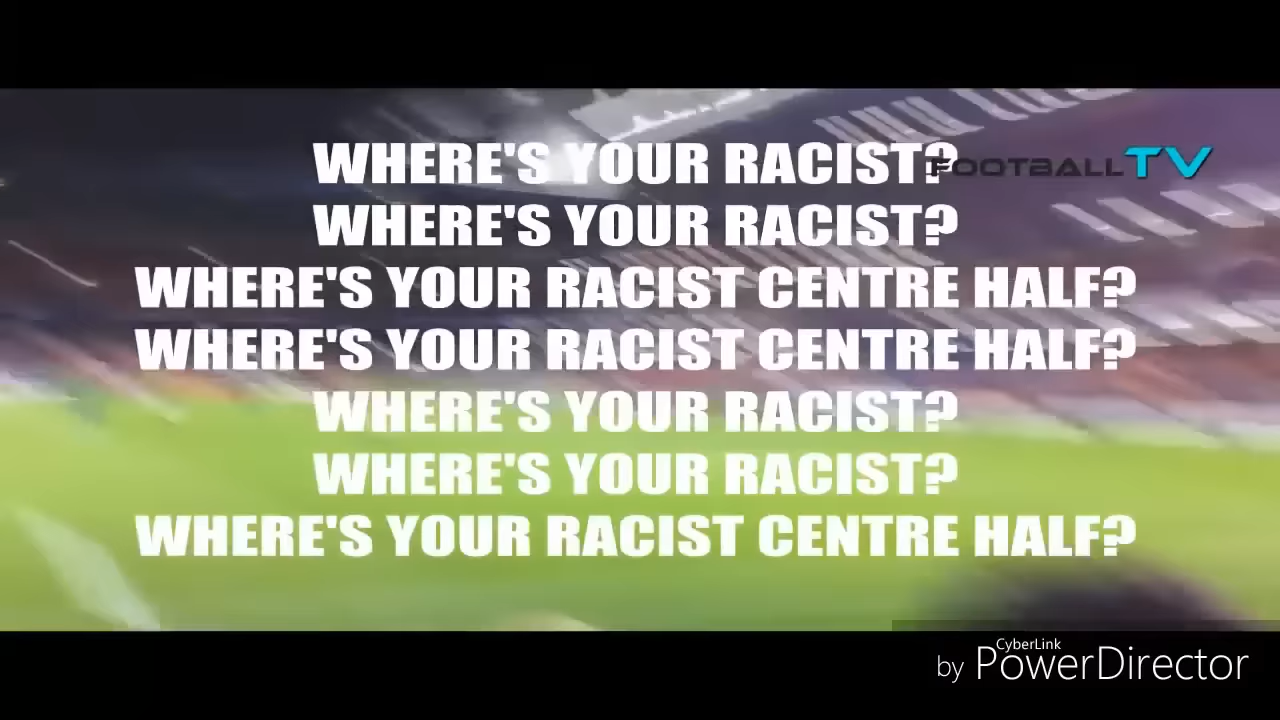 WHERE'S YOUR RACIST?
FOOTBALLTV
WHERE'S YOUR RACIST?
WHERE'S YOUR RACIST CENTRE HALF?
WHERE'S YOUR RACIST CENTRE HALF?
WHERE'S YOUR RACIST?
WHERE'S YOUR RACIST?
WHERE'S YOUR RACIST CENTRE HALF?
CyberLink
by PowerDirector